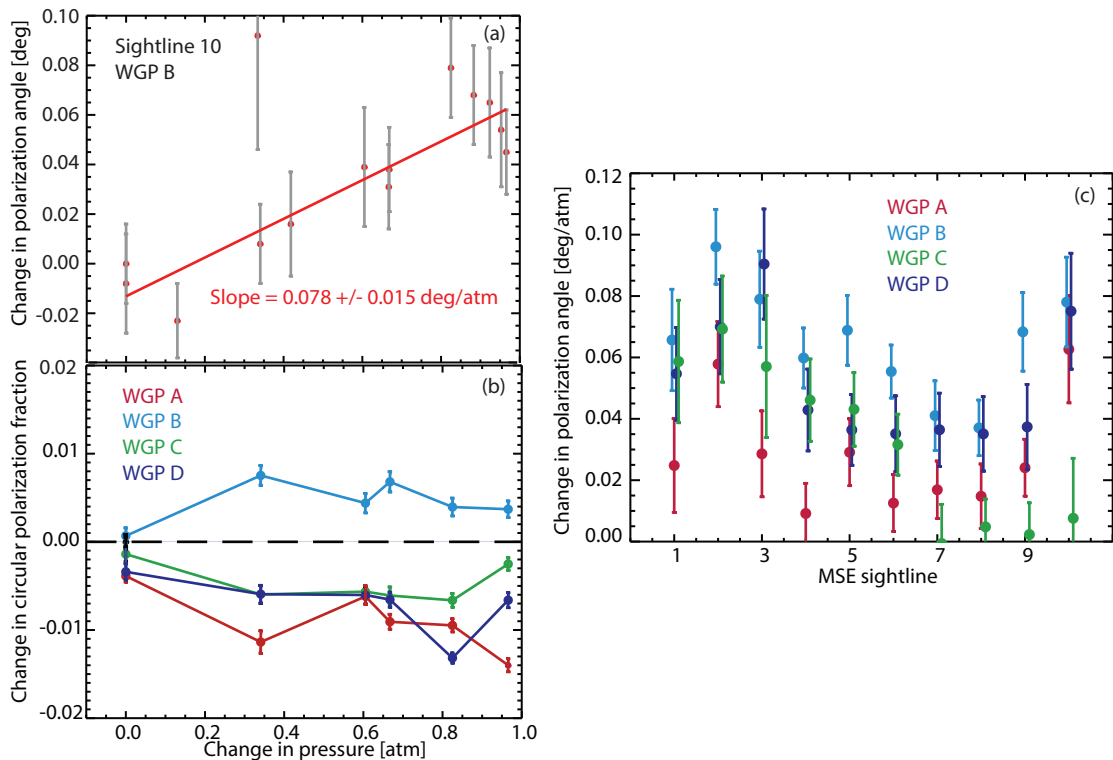 Change in polarization angle [deg]
0.10
0.08
0.06
0.04
0.02
0.00
-0.02
Sightline 10
WGP B
(a)
Slope = 0.078 +/- 0.015 deg/atm
Change in circular polarization fraction
0.02
0.01
0.00
-0.01
-0.02
WGP A
WGP B
WGP C
WGP D
(b)
0.0 0.2 0.4 0.6 0.8 1.0
Change in pressure [atm]
Change in polarization angle [deg/atm]
0.12
0.10
0.08
0.06
0.04
0.02
0.00
WGP A
WGP B
WGP C
WGP D
(c)
1 3 5 7 9
MSE sightline